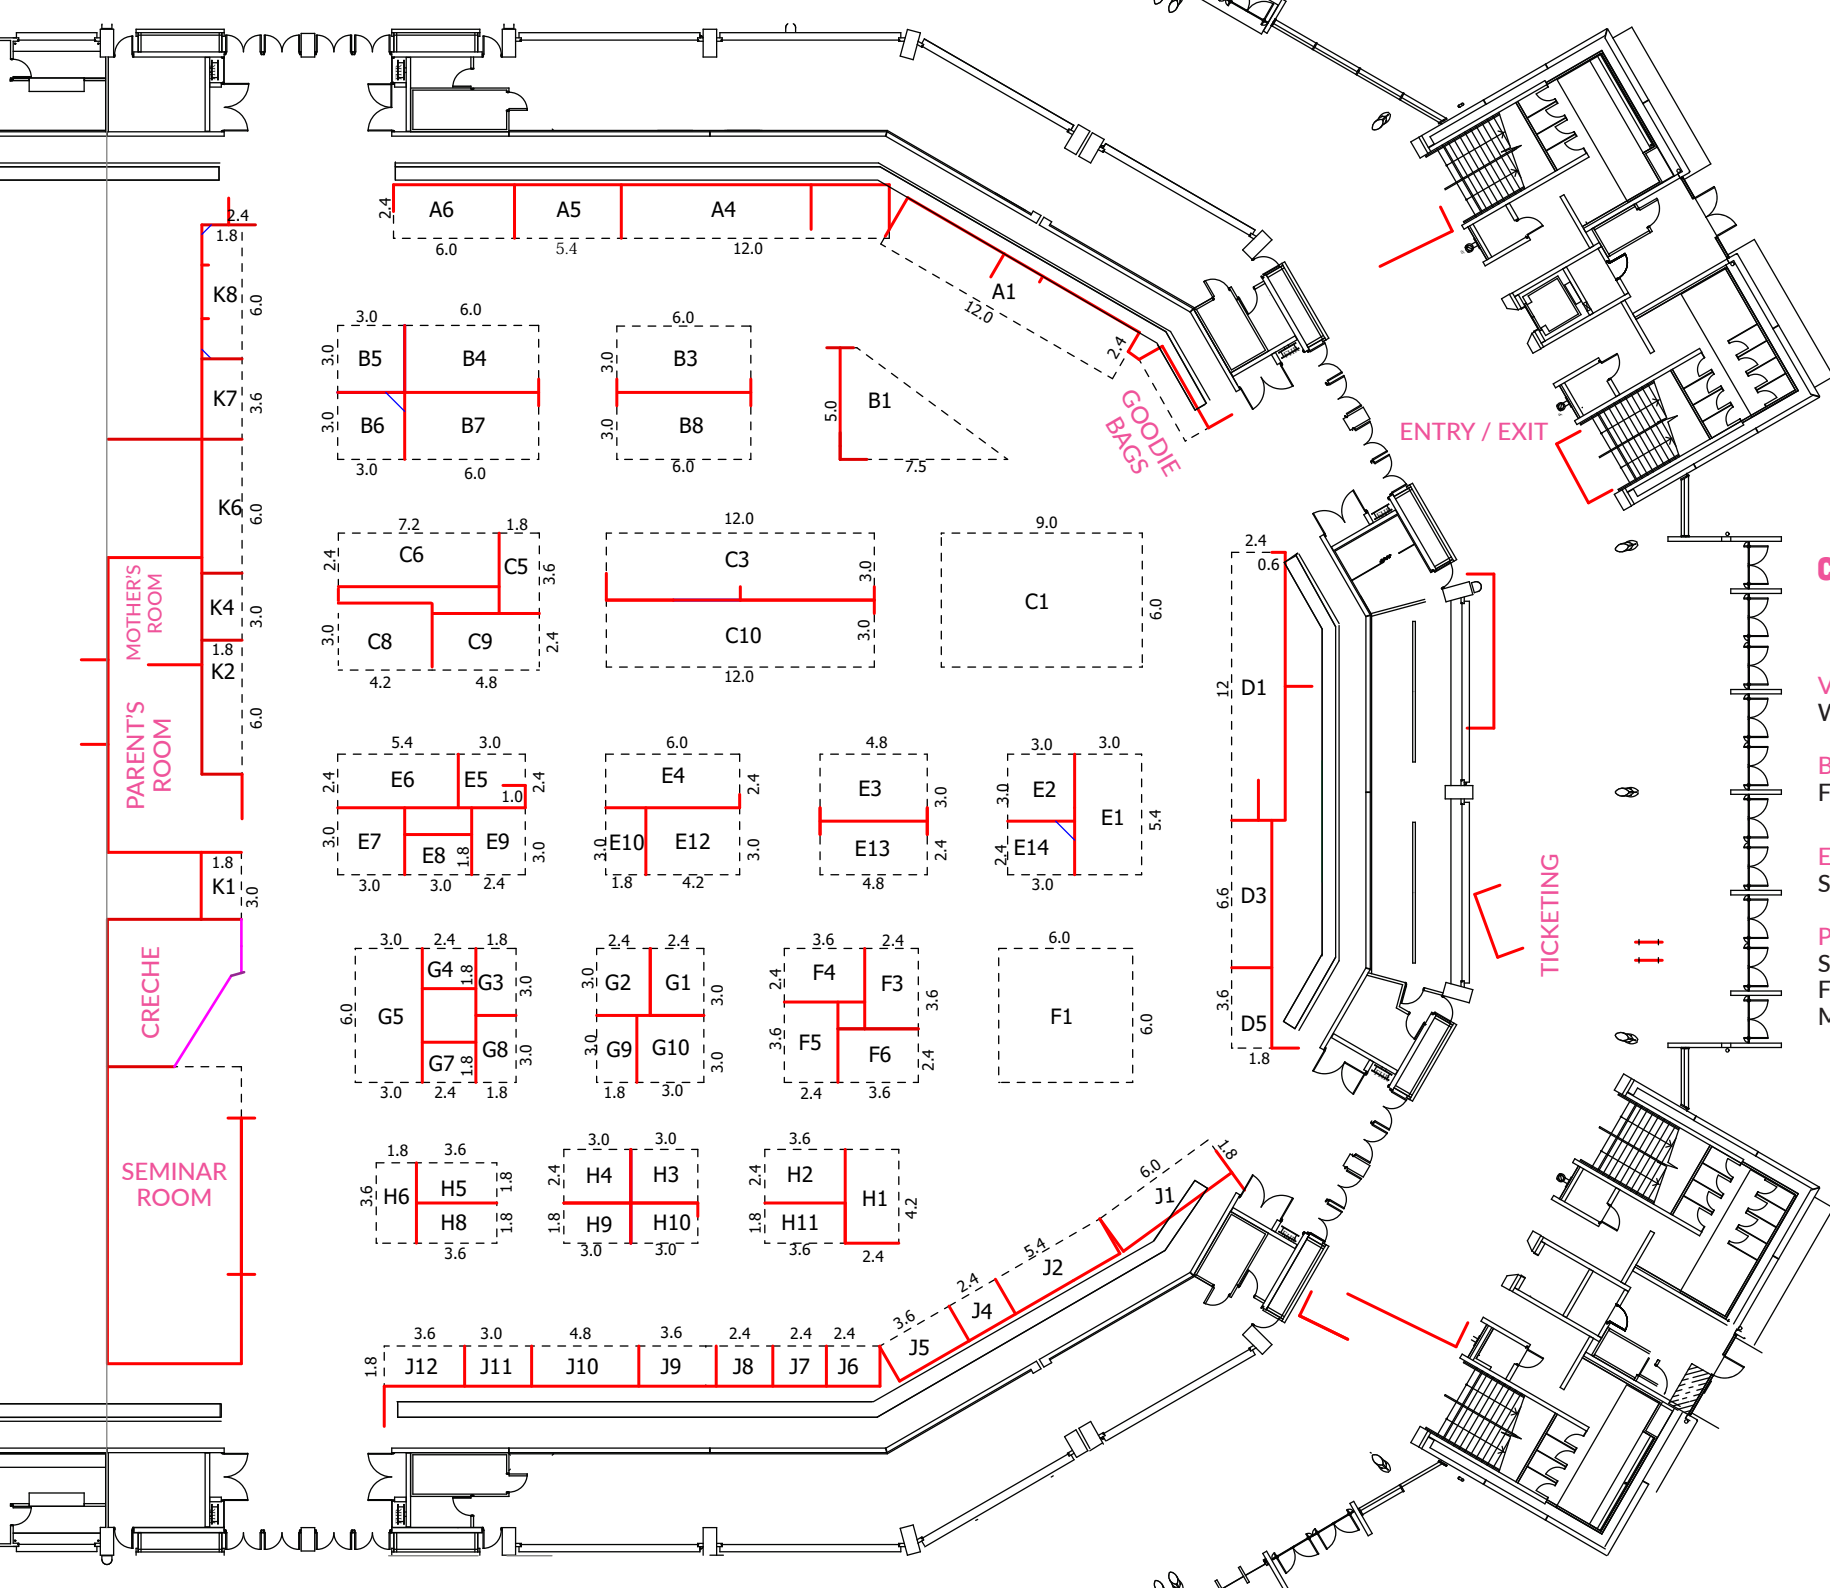 2.4
A6
A5
A4
6.0
5.4
12.0
A1
12.0
2.4
GOODIE
BAGS
ENTRY / EXIT
2.4
1.8
K8
6.0
K7
3.6
K6
6.0
MOTHER'S
ROOM
K4
3.0
1.8
K2
6.0
PARENT'S
ROOM
1.8
K1
3.0
CRECHE
SEMINAR
ROOM
3.0
6.0
3.0
B5
B4
3.0
B6
B7
3.0
6.0
6.0
3.0
B3
3.0
B8
6.0
5.0
B1
7.5
7.2
1.8
2.4
C6
C5
3.6
3.0
C8
C9
2.4
4.2
4.8
12.0
C3
3.0
C10
3.0
12.0
9.0
C1
6.0
2.4
0.6
12
D1
6.6
D3
3.6
D5
1.8
TICKETING
5.4
3.0
2.4
E6
E5
2.4
1.0
3.0
E7
E8
1.8
E9
3.0
3.0
3.0
2.4
6.0
E4
2.4
3.0
E10
E12
3.0
1.8
4.2
4.8
E3
3.0
E13
2.4
4.8
3.0
3.0
3.0
E2
E1
5.4
2.4
E14
3.0
3.0
2.4
1.8
G4
1.8
G3
3.0
6.0
G5
G7
1.8
G8
3.0
3.0
2.4
1.8
2.4
2.4
3.0
G2
G1
3.0
3.0
G9
G10
3.0
1.8
3.0
3.6
2.4
2.4
F4
F3
3.6
3.6
F5
F6
2.4
2.4
3.6
6.0
F1
6.0
1.8
3.6
3.6
H6
H5
1.8
H8
1.8
3.6
3.0
3.0
2.4
H4
H3
1.8
H9
H10
3.0
3.0
3.6
2.4
H2
H1
4.2
1.8
H11
3.6
2.4
1.8
6.0
J1
5.4
J2
2.4
J4
3.6
J5
3.6
3.0
4.8
3.6
2.4
2.4
2.4
1.8
J12
J11
J10
J9
J8
J7
J6
V
W
B
F
E
S
P
S
F
M